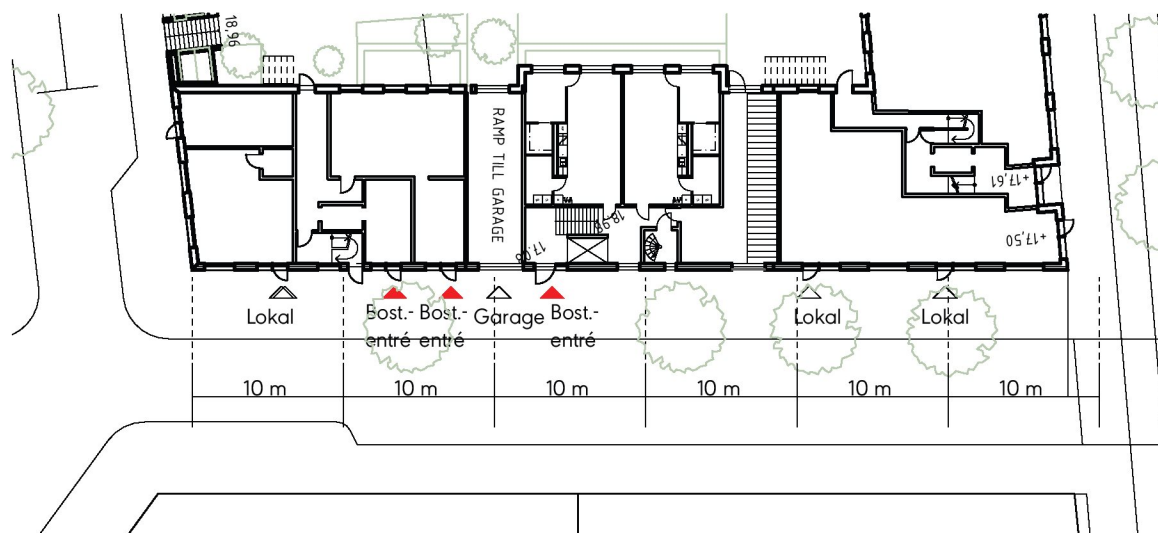 18,96
RAMP TILL GARAGE
18.98
17.08
+17,61
+17,50
Lokal
Bost.-
entré
Bost.-
entré
Garage
Bost.-
entré
Lokal
Lokal
10 m
10 m
10 m
10 m
10 m
10 m